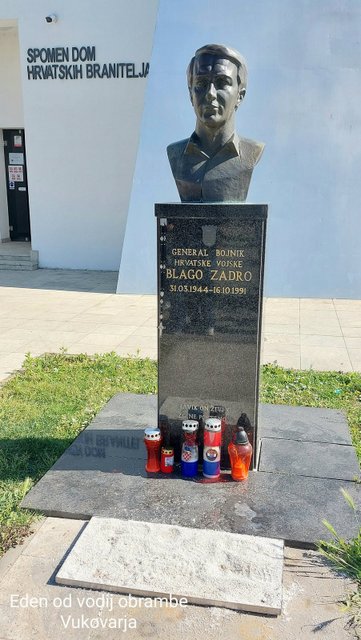 SPOMEN DOM
HRVATSKIH BRANITELJA
GENERAL BOJNIK
HRVATSKE VOJSKE
BLAGO ZADRO
31.03.1944-16.10.1991
Eden od vodij obrambe
Vukovarja